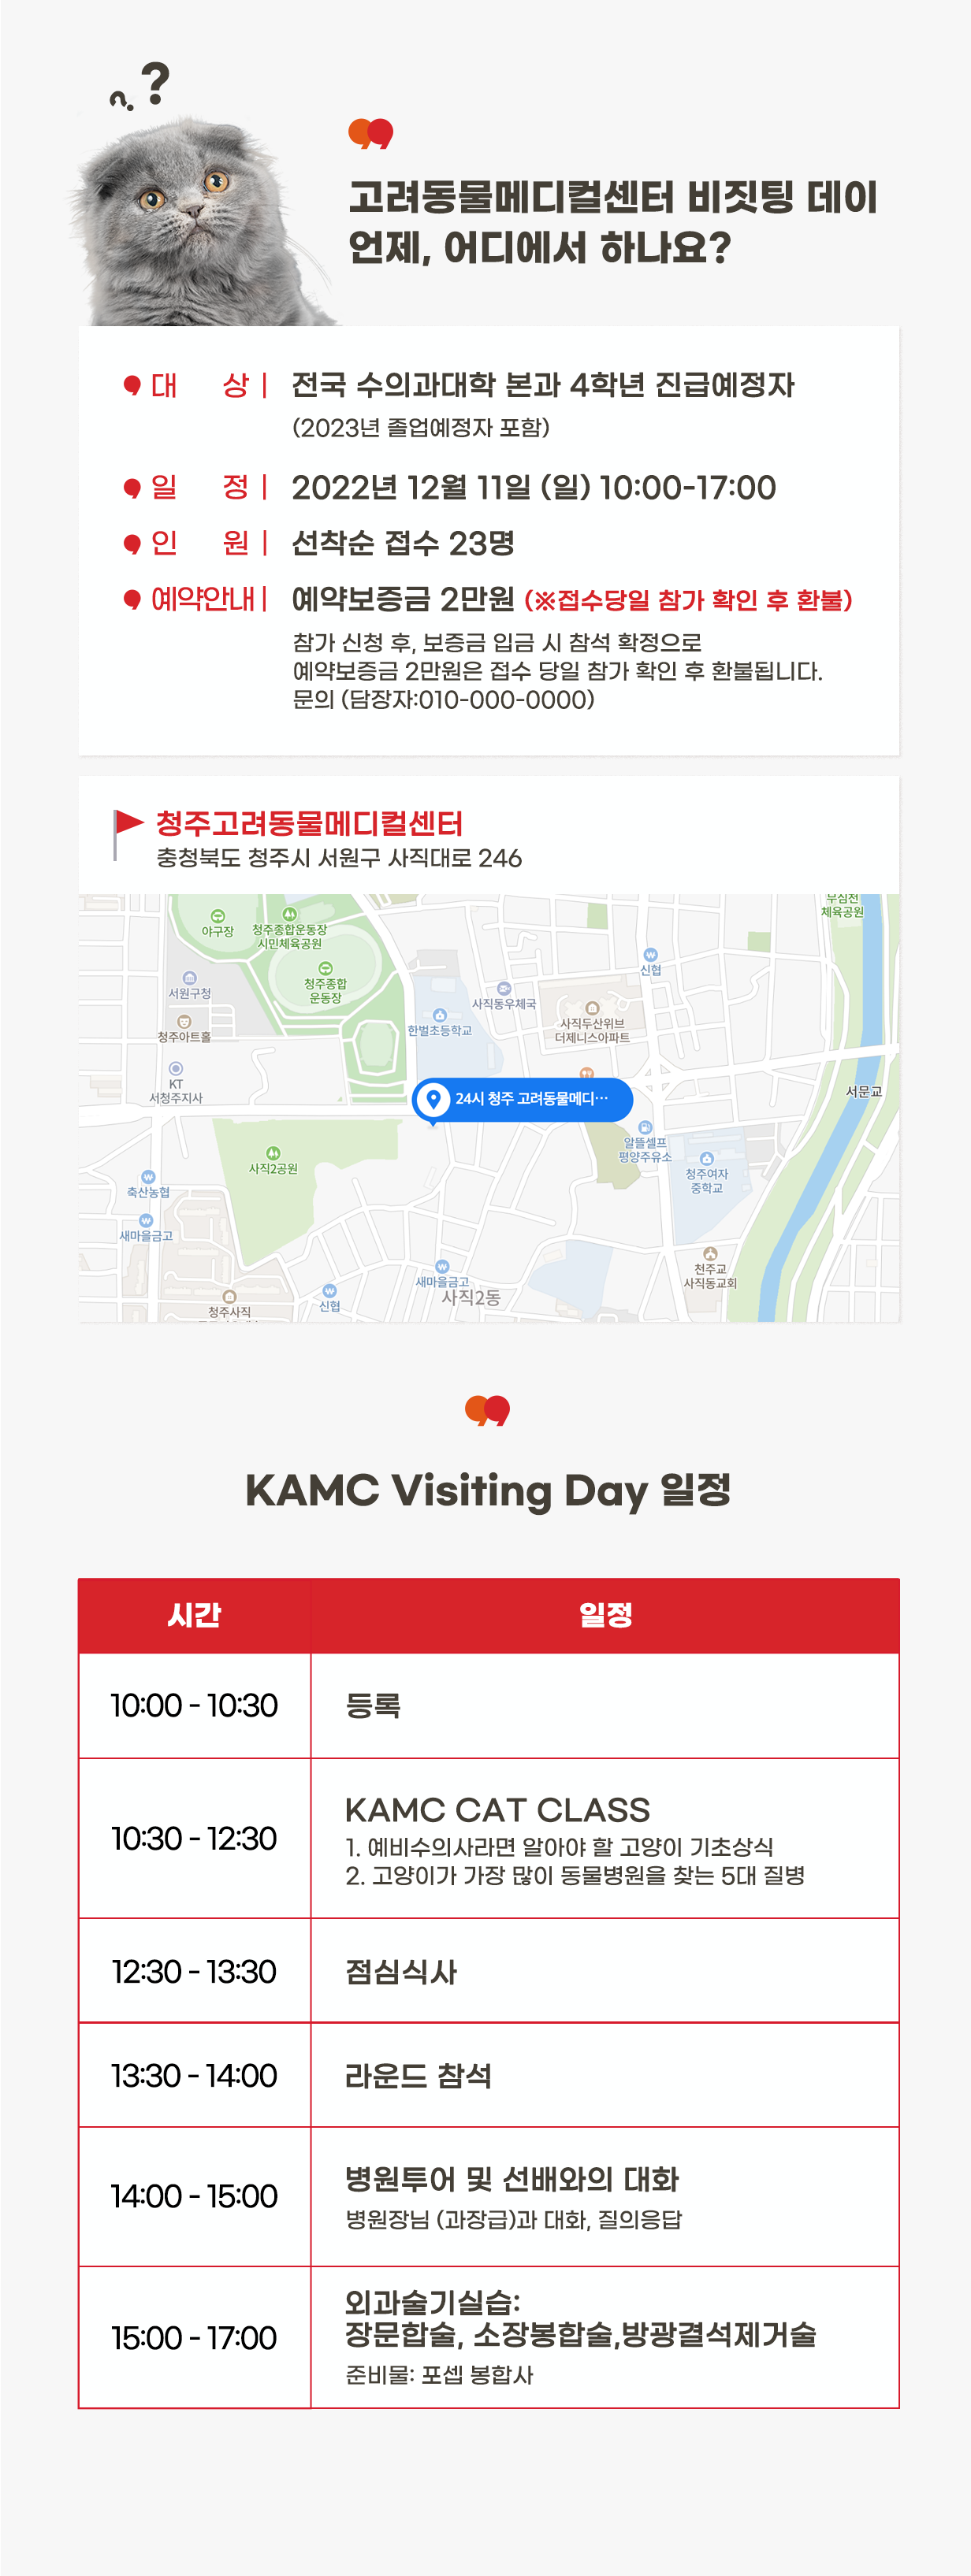 ?
고려동물메디컬센터 비짓팅 데이
언제, 어디에서 하나요?
대 상 | 전국 수의과대학 본과 4학년 진급예정자
(2023년 졸업예정자 포함)
일 정 | 2022년 12월 11일 (일) 10:00-17:00
인 원 | 선착순 접수 23명
예약안내 | 예약보증금 2만원 (※접수당일 참가 확인 후 환불)
참가 신청 후, 보증금 입금 시 참석 확정으로
예약보증금 2만원은 접수 당일 참가 확인 후 환불됩니다.
문의 (담장자:010-000-0000)
청주고려동물메디컬센터
충청북도 청주시 서원구 사직대로 246
무심천
체육공원
야구장
청주종합운동장
시민체육공원
청주종합
운동장
서원구청
신협
사직동우체국
청주아트홀
한벌초등학교
사직두산위브
더제니스아파트
KT
서청주지사
24시 청주 고려동물메디…
서문교
알뜰셀프
평양주유소
사직2공원
청주여자
중학교
축산농협
새마을금고
천주교
사직동교회
새마을금고
사직2동
신협
청주사직
KAMC Visiting Day 일정
시간 일정
10:00 - 10:30 등록
10:30 - 12:30
KAMC CAT CLASS
1. 예비수의사라면 알아야 할 고양이 기초상식
2. 고양이가 가장 많이 동물병원을 찾는 5대 질병
12:30 - 13:30 점심식사
13:30 - 14:00 라운드 참석
14:00 - 15:00
병원투어 및 선배와의 대화
병원장님 (과장급)과 대화, 질의응답
15:00 - 17:00
외과술기실습:
장문합술, 소장봉합술,방광결석제거술
준비물: 포셉 봉합사